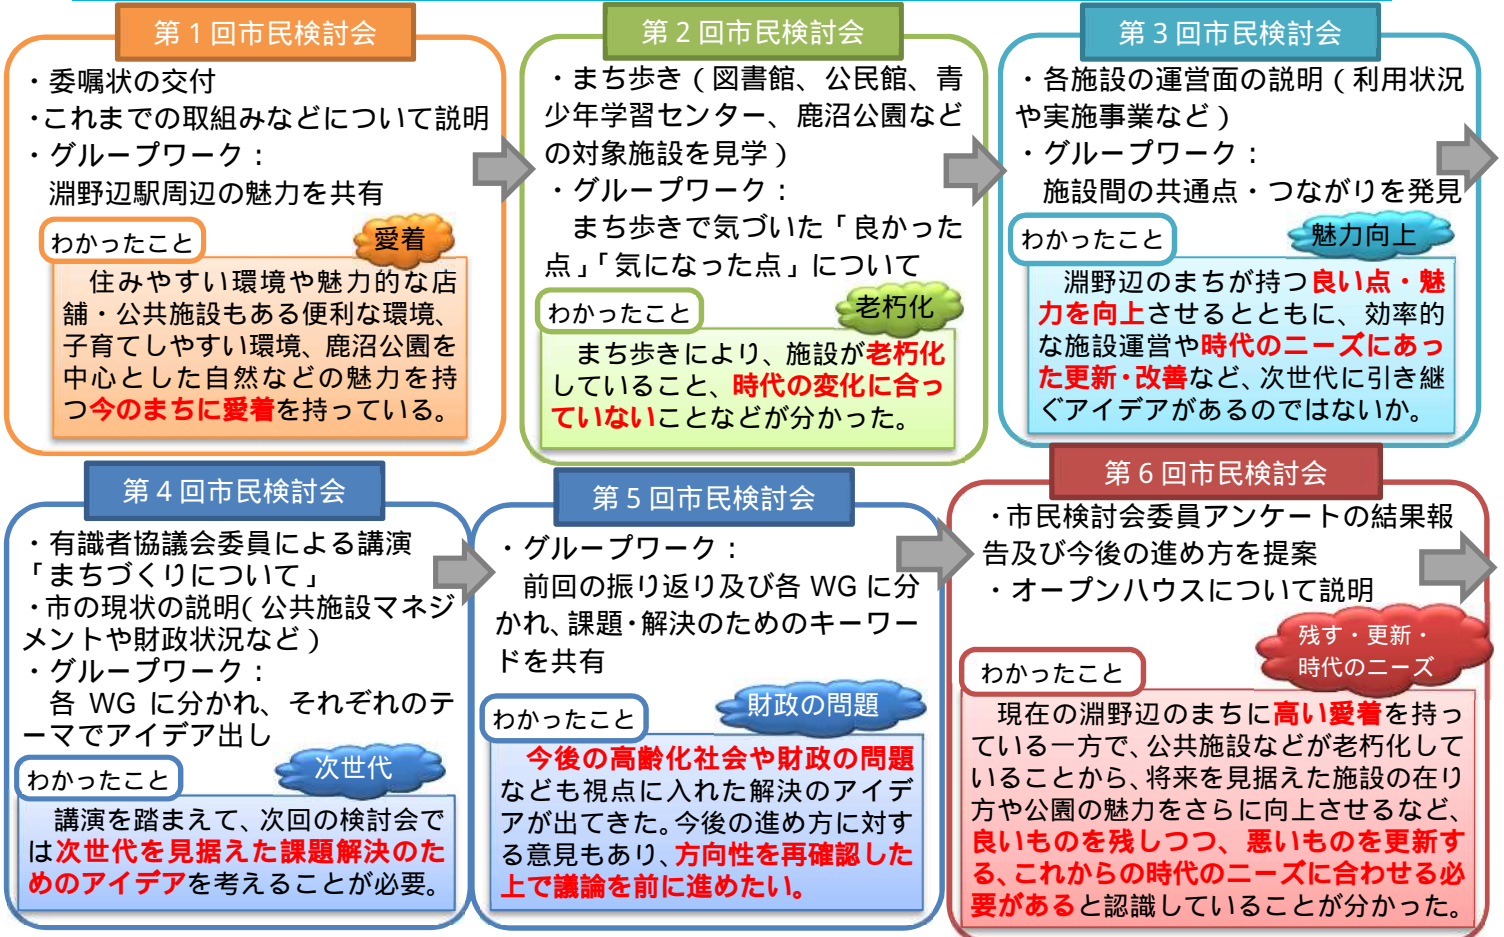 第1回市民検討会
・委嘱状の交付
・これまでの取組みなどについて説明
・グループワーク：
淵野辺駅周辺の魅力を共有
わかったこと
愛着
住みやすい環境や魅力的な店
舗・公共施設もある便利な環境、
子育てしやすい環境、鹿沼公園を
中心とした自然などの魅力を持
つ今のまちに愛着を持っている。
第2回市民検討会
・まち歩き（図書館、公民館、青
少年学習センター、鹿沼公園など
の対象施設を見学）
・グループワーク：
まち歩きで気づいた「良かった
点」「気になった点」について
わかったこと
老朽化
まち歩きにより、施設が老朽化
していること、時代の変化に合っ
ていないことなどが分かった。
第3回市民検討会
・各施設の運営面の説明（利用状況
や実施事業など）
・グループワーク：
施設間の共通点・つながりを発見
わかったこと
魅力向上
淵野辺のまちが持つ良い点・魅
力を向上させるとともに、効率的
な施設運営や時代のニーズにあっ
た更新・改善など、次世代に引き継
ぐアイデアがあるのではないか。
第4回市民検討会
・有識者協議会委員による講演
「まちづくりについて」
・市の現状の説明（公共施設マネジ
メントや財政状況など）
・グループワーク：
各 WG に分かれ、それぞれのテ
ーマでアイデア出し
わかったこと
次世代
講演を踏まえて、次回の検討会で
は次世代を見据えた課題解決のた
めのアイデアを考えることが必要。
第5回市民検討会
・グループワーク：
前回の振り返り及び各 WG に分
かれ、課題・解決のためのキーワー
ドを共有
わかったこと
財政の問題
今後の高齢化社会や財政の問題
なども視点に入れた解決のアイデ
アが出てきた。今後の進め方に対す
る意見もあり、方向性を再確認した
上で議論を前に進めたい。
第6回市民検討会
・市民検討会委員アンケートの結果報
告及び今後の進め方を提案
・オープンハウスについて説明
わかったこと
残す・更新・
時代のニーズ
現在の淵野辺のまちに高い愛着を持っ
ている一方で、公共施設などが老朽化して
いることから、将来を見据えた施設の在り
方や公園の魅力をさらに向上させるなど、
良いものを残しつつ、悪いものを更新す
る、これからの時代のニーズに合わせる必
要があると認識していることが分かった。